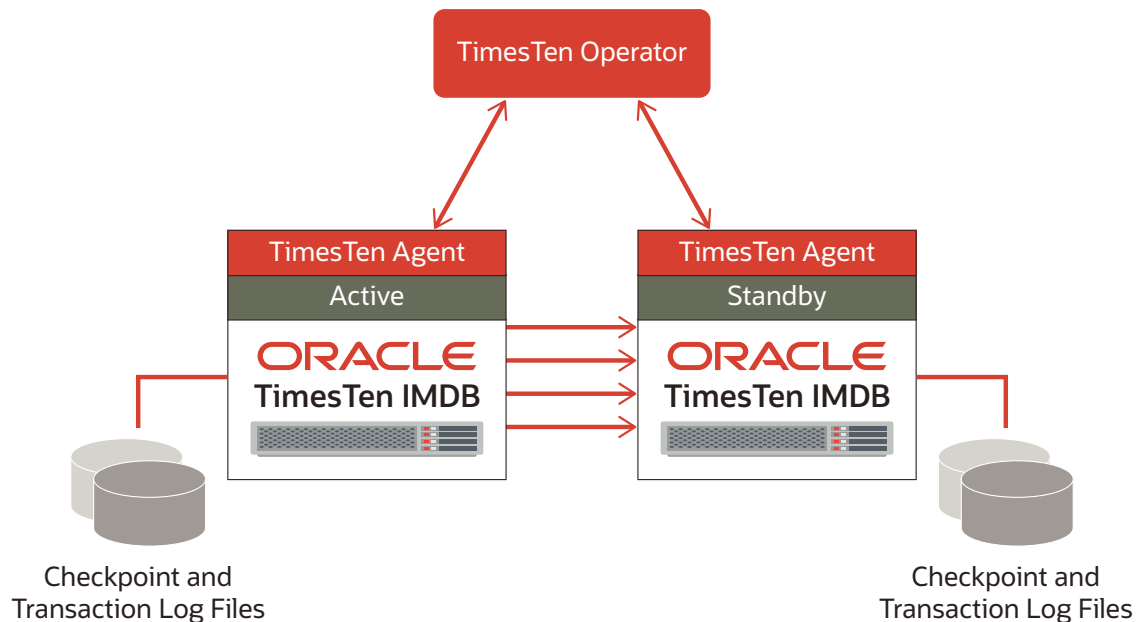 TimesTen Operator
TimesTen Agent
Active
ORACLE
TimesTen IMDB
TimesTen Agent
Standby
ORACLE
TimesTen IMDB
Checkpoint and
Transaction Log Files
Checkpoint and
Transaction Log Files